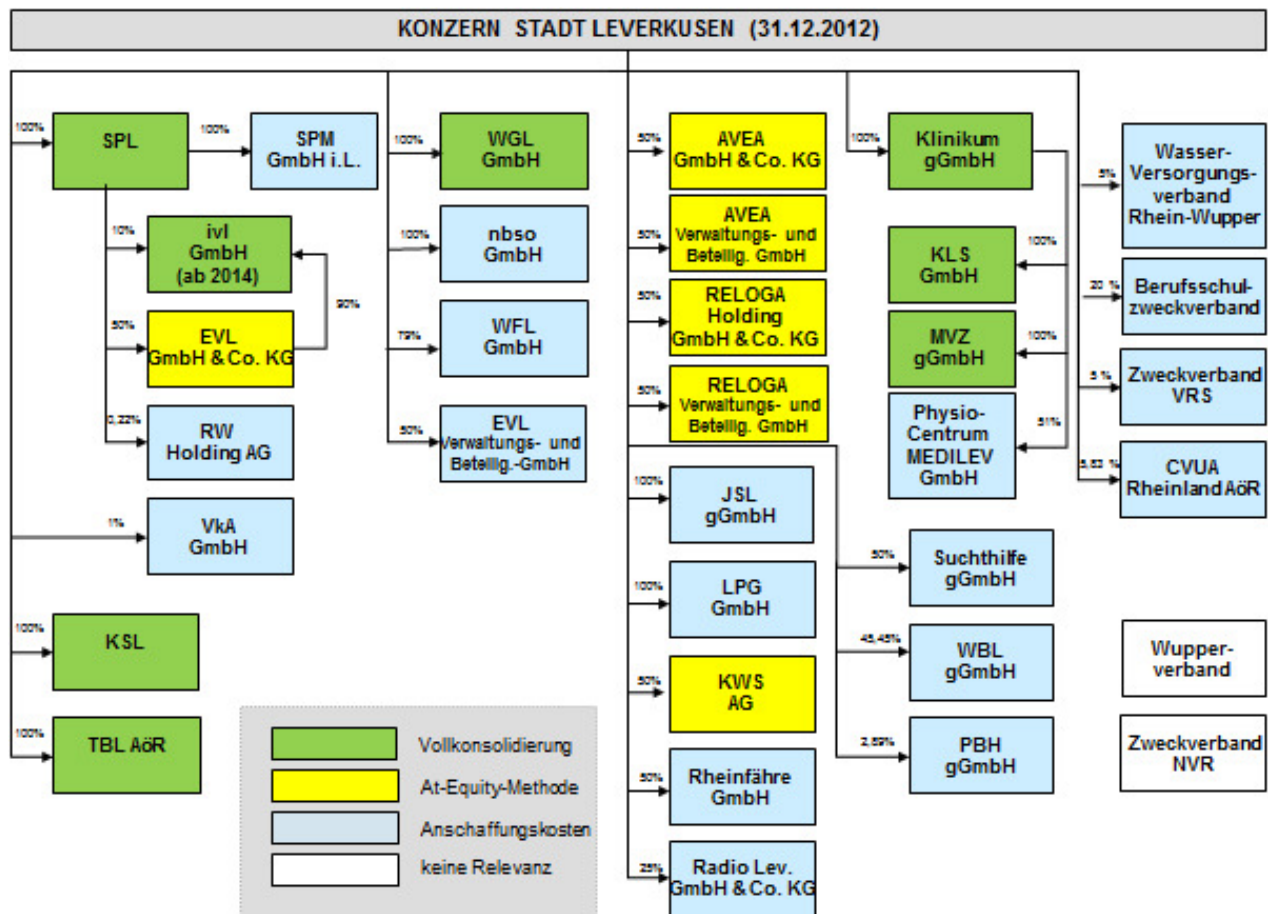 KONZERN STADT LEVERKUSEN (31.12.2012)
100%
SPL
100%
SPM
GmbH i.L.
10%
ivl
GmbH
(ab 2014)
90%
50%
EVL
GmbH & Co. KG
0,22%
RW
Holding AG
1%
VkA
GmbH
100%
KSL
100%
TBL AöR
100%
WGL
GmbH
100%
nbso
GmbH
79%
WFL
GmbH
50%
EVL
Verwaltungs- und
Beteilig.-GmbH
50%
AVEA
GmbH & Co. KG
50%
AVEA
Verwaltungs- und
Beteilig. GmbH
50%
RELOGA
Holding
GmbH & Co. KG
50%
RELOGA
Verwaltungs- und
Beteilig. GmbH
100%
JSL
gGmbH
100%
LPG
GmbH
50%
KWS
AG
50%
Rheinfähre
GmbH
25%
Radio Lev.
GmbH & Co. KG
100%
Klinikum
gGmbH
100%
KLS
GmbH
100%
MVZ
gGmbH
51%
Physio-
Centrum
MEDILEV
GmbH
50%
Suchthilfe
gGmbH
45,45%
WBL
gGmbH
2,89%
PBH
gGmbH
5%
Wasser-
Versorgungs-
verband
Rhein-Wupper
20 %
Berufsschul-
zweckverband
5 %
Zweckverband
VRS
5,83 %
CVUA
Rheinland AöR
Wupper-
verband
Zweckverband
NVR
Vollkonsolidierung
At-Equity-Methode
Anschaffungskosten
keine Relevanz